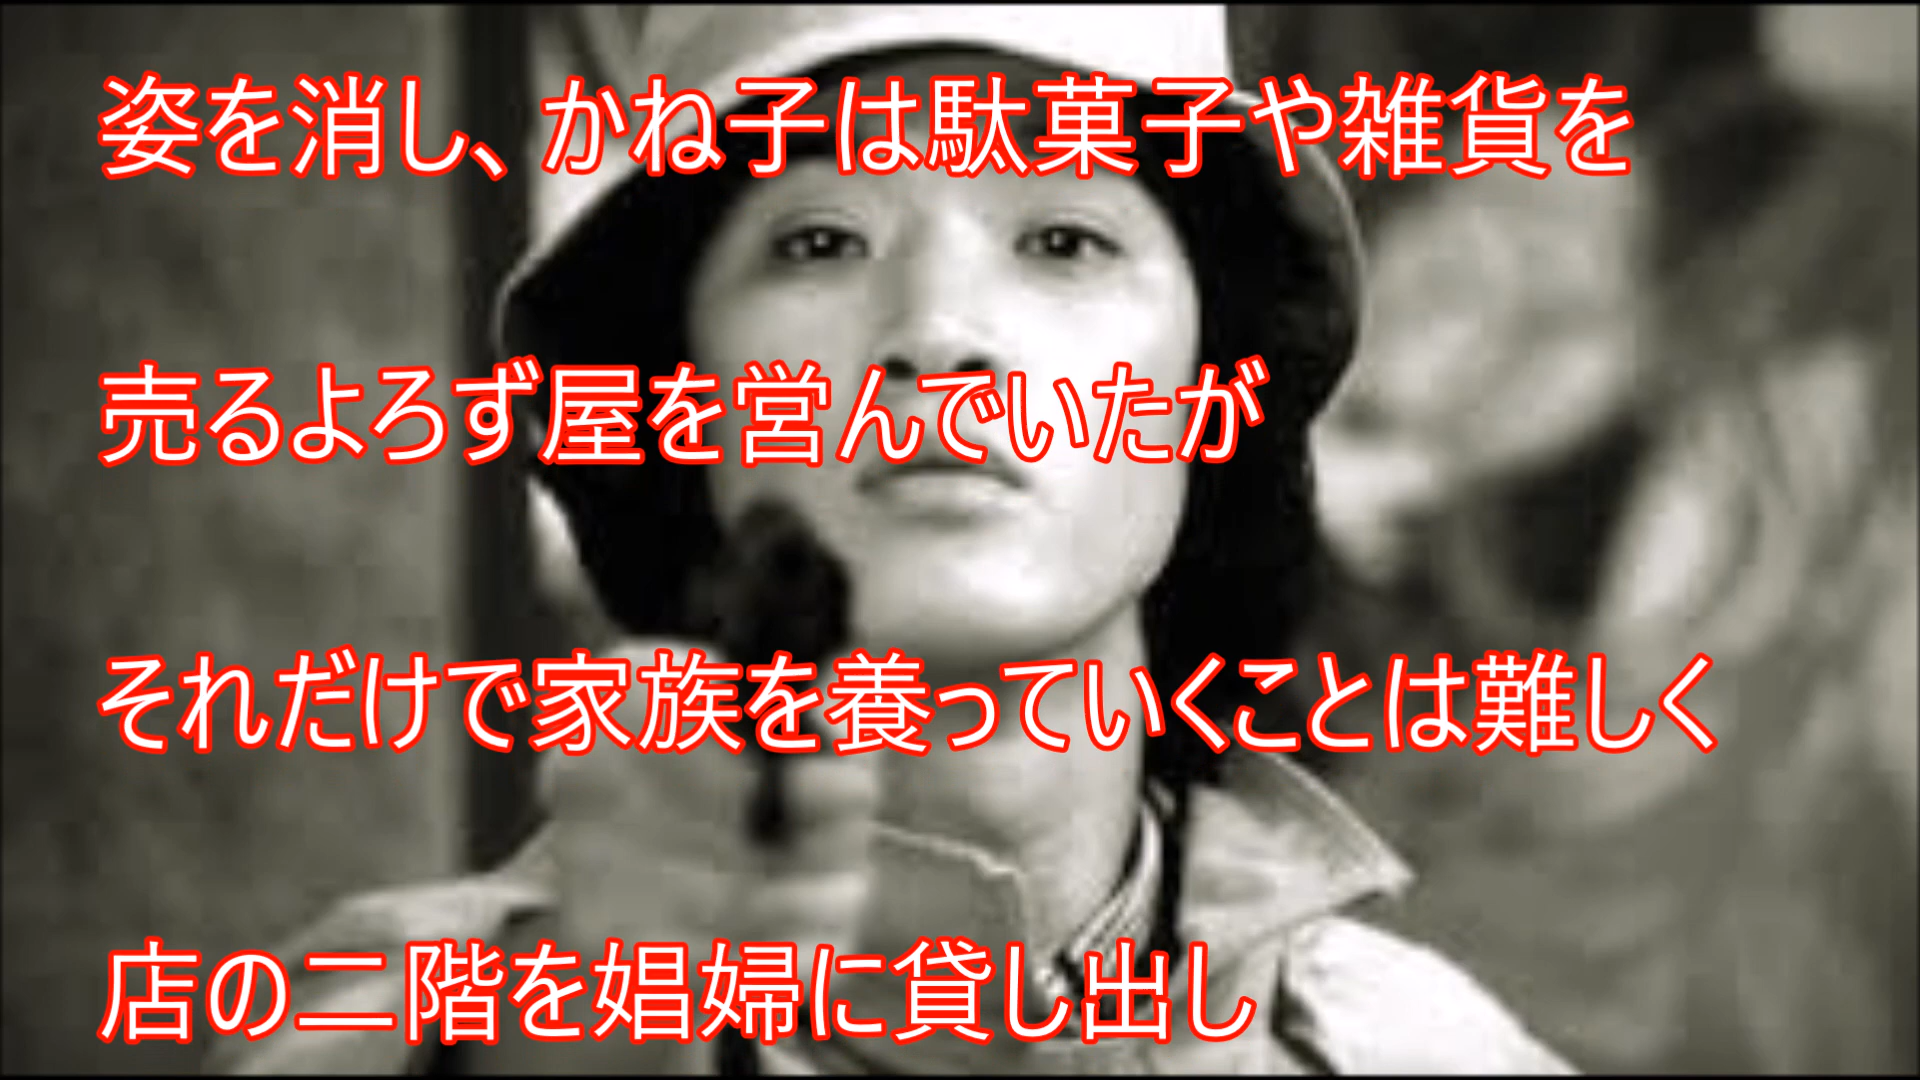 姿を消し、かね子は駄菓子や雑貨を
売るよろず屋を営んでいたが
それだけで家族を養っていくことは難しく
店の二階を娼婦に貸し出し